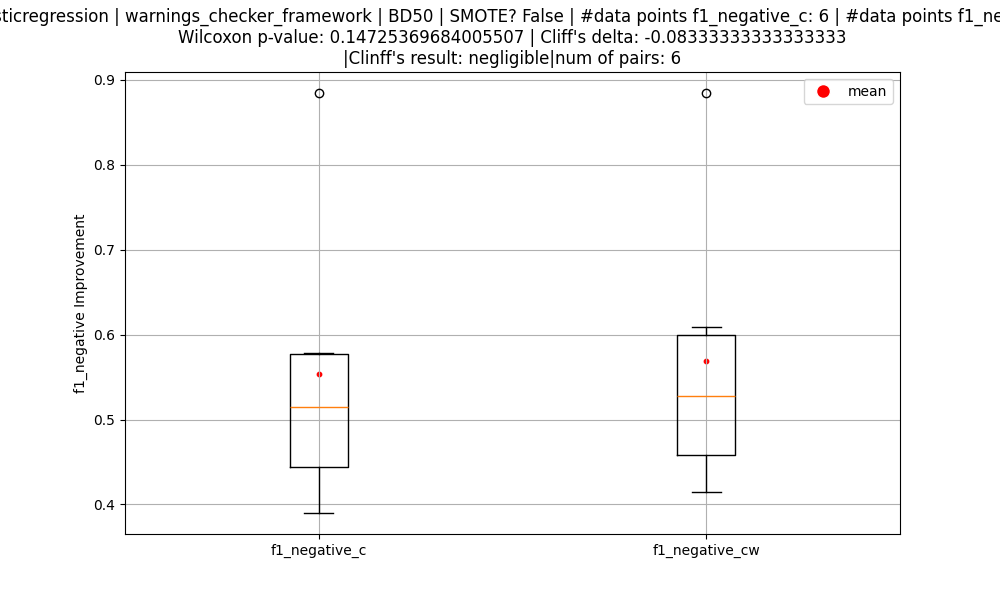 sticregression | warnings_checker_framework | BD50 | SMOTE? False | #data points f1_negative_c: 6 | #data points f1_ne
Wilcoxon p-value: 0.14725369684005507 | Cliff's delta: -0.08333333333333333
|Clinff's result: negligible|num of pairs: 6
mean
0.9
0.8
0.7
0.6
0.5
0.4
f1_negative Improvement
f1_negative_c
f1_negative_cw